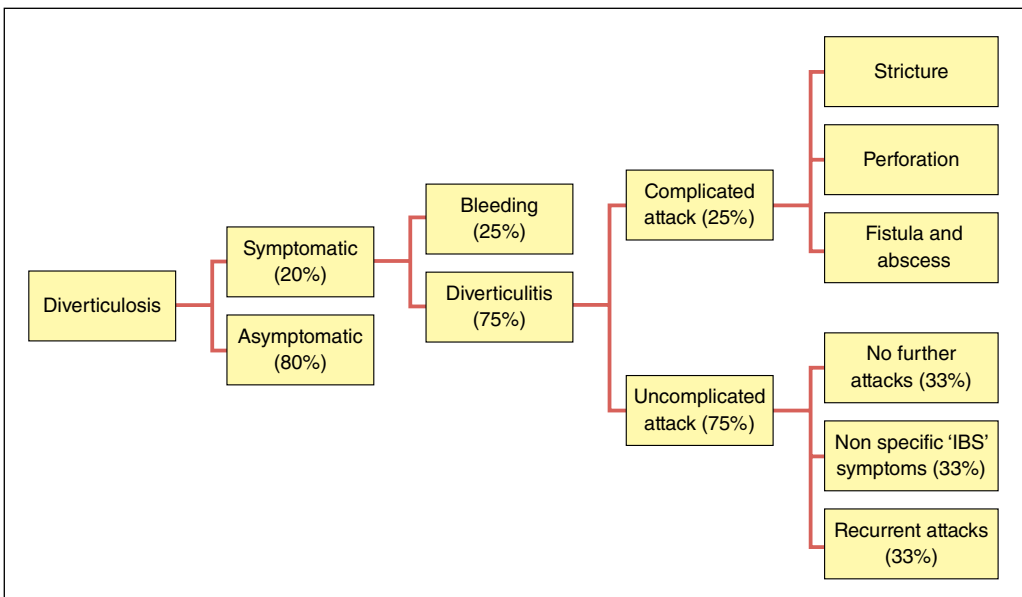 Diverticulosis
Symptomatic
(20%)
Asymptomatic
(80%)
Bleeding
(25%)
Diverticulitis
(75%)
Complicated
attack (25%)
Uncomplicated
attack (75%)
Stricture
Perforation
Fistula and
abscess
No further
attacks (33%)
Non specific ‘IBS’
symptoms (33%)
Recurrent attacks
(33%)